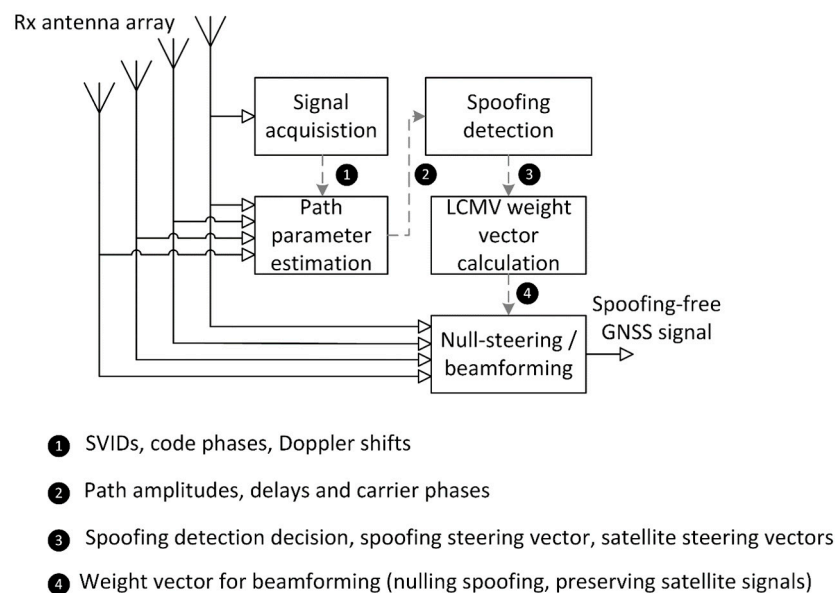 Rx antenna array
Signal
acquisistion
Spoofing
detection
1
2
3
Path
parameter
estimation
LCMV weight
vector
calculation
4
Spoofing-free
GNSS signal
Null-steering /
beamforming
1 SVIDs, code phases, Doppler shifts
2 Path amplitudes, delays and carrier phases
3 Spoofing detection decision, spoofing steering vector, satellite steering vectors
4 Weight vector for beamforming (nulling spoofing, preserving satellite signals)